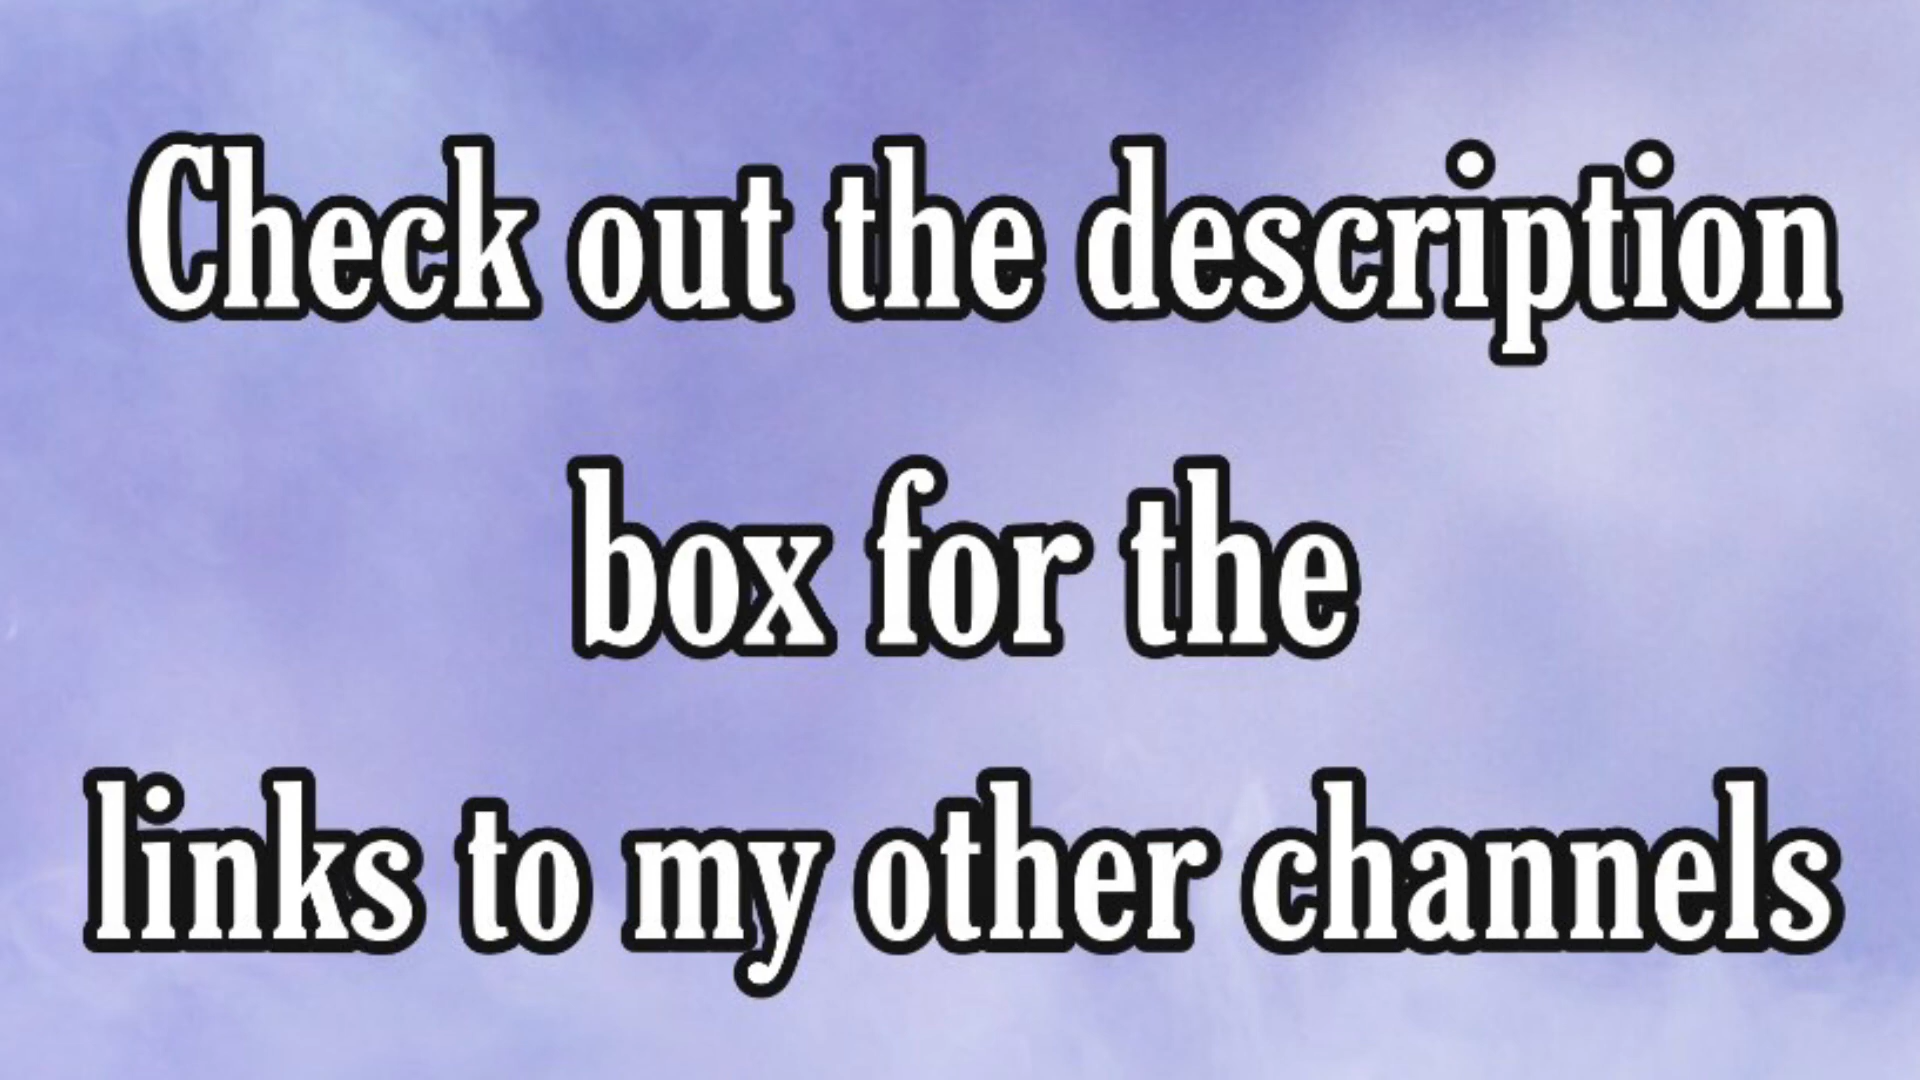 Check out the description
box for the
links to my other channels